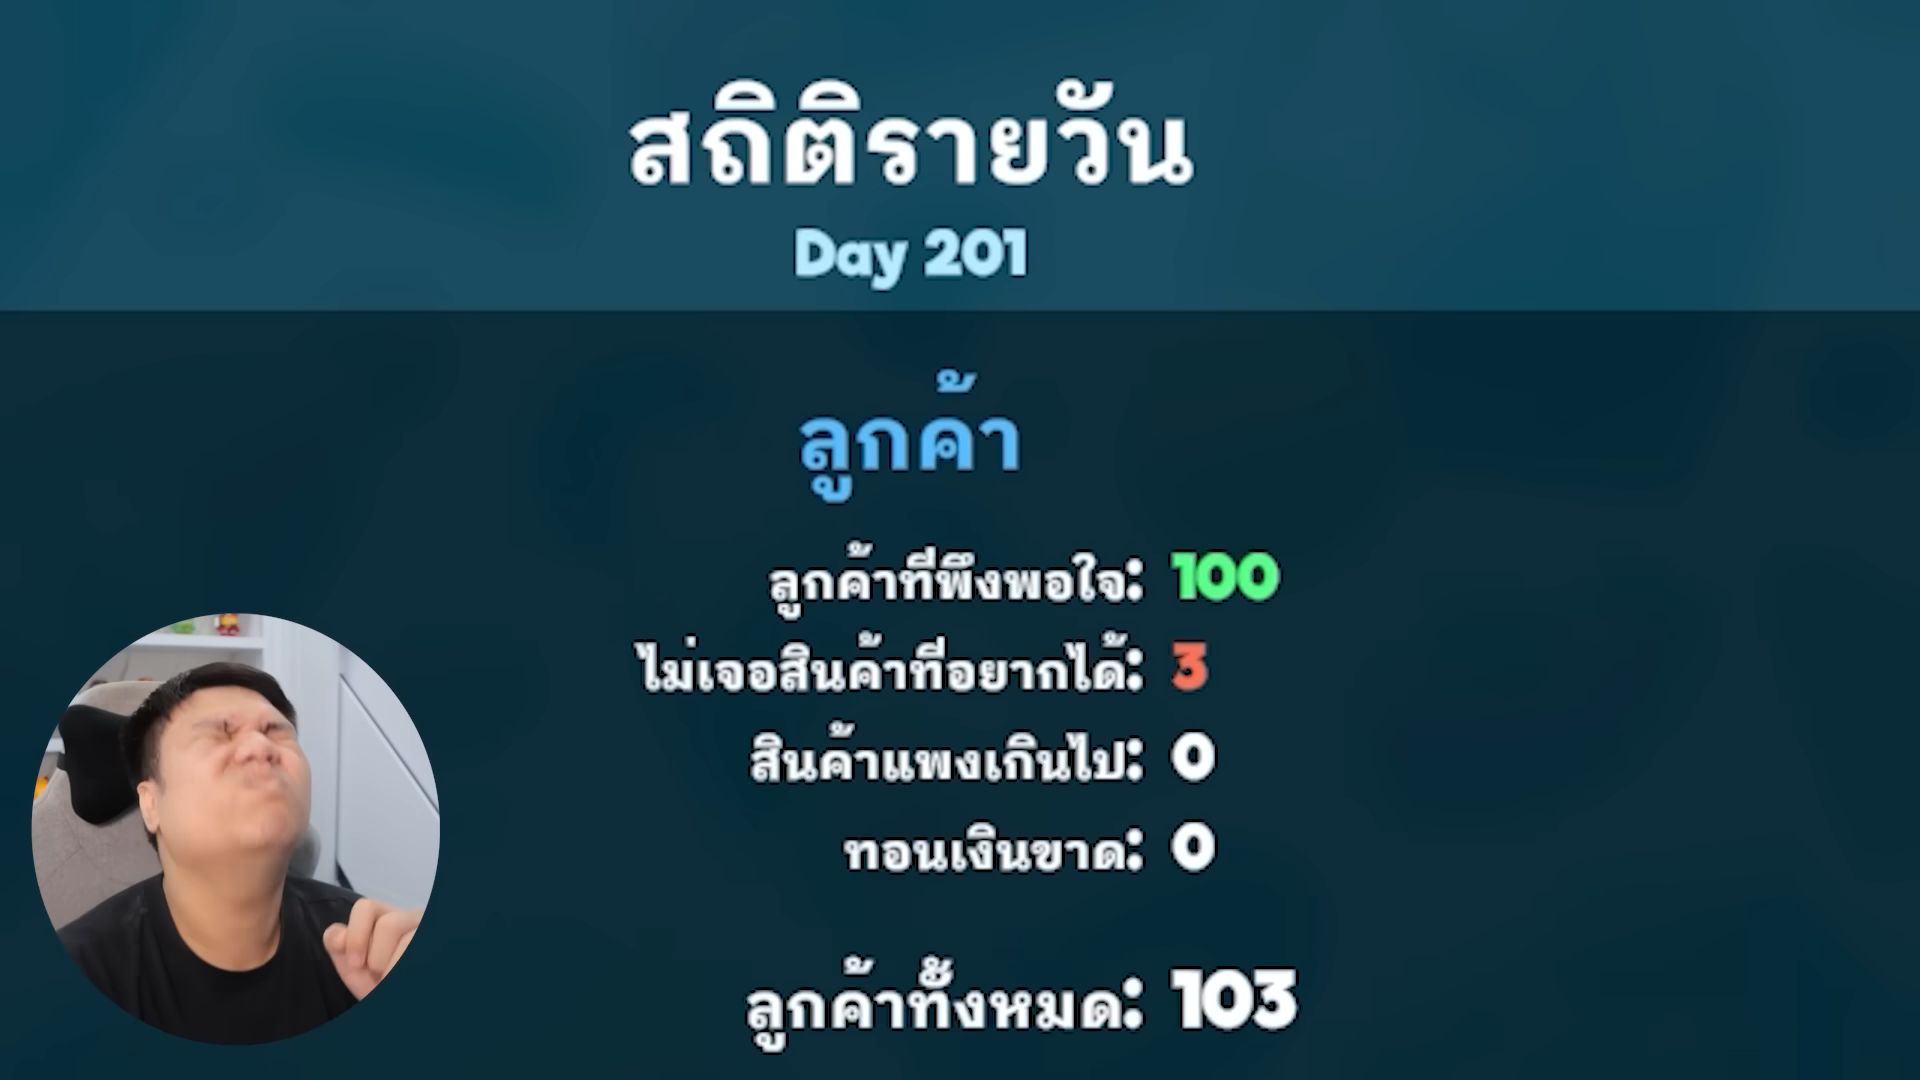 สถิติรายวัน
Day 201
ลูกค้า
ลูกค้าที่พึงพอใจ: 100
ไม่เจอสินค้าที่อยากได้: 3
สินค้าแพงเกินไป: 0
ทอนเงินขาด: 0
ลูกค้าทั้งหมด: 103